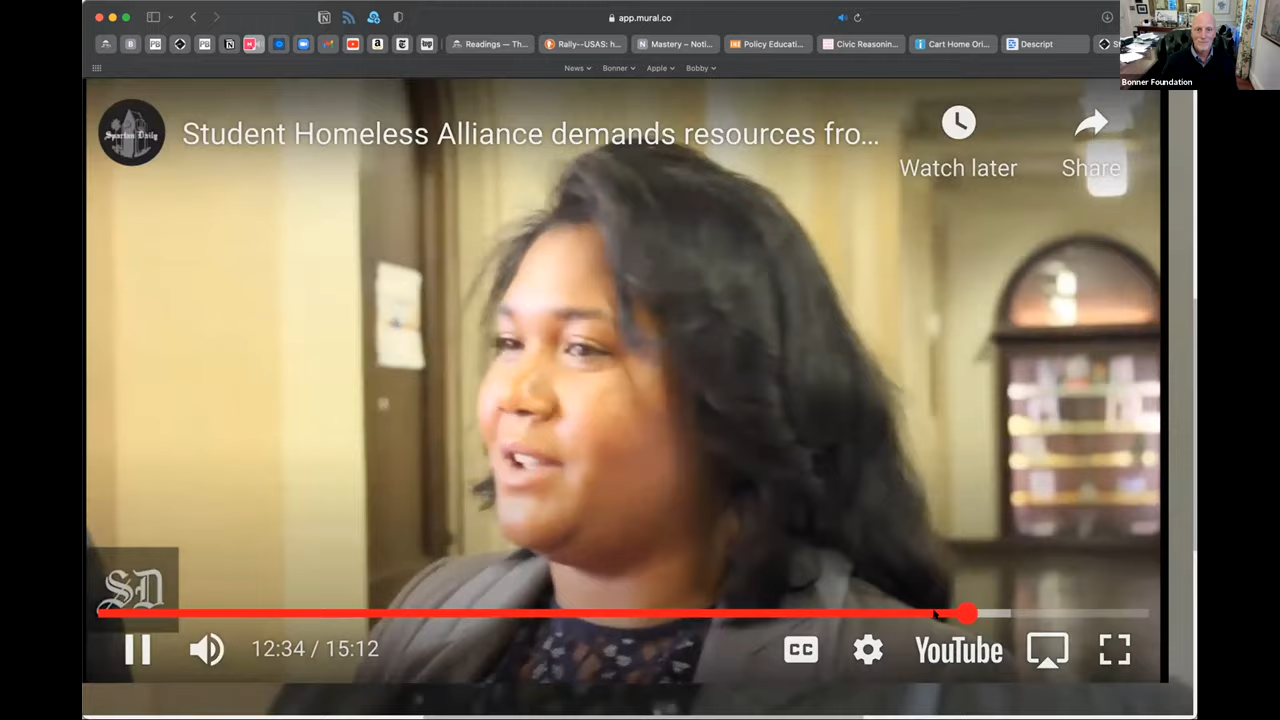 app.mural.co
Readings — Th...
Rally--USAS: h...
Mastery – Noti...
Policy Educati...
Civic Reasonin...
Cart Home Ori...
Descript
News
Bonner
Apple
Bobby
Bonner Foundation
Spartan Daily
Student Homeless Alliance demands resources fro...
Watch later
Share
SD
12:34 / 15:12
CC
YouTube